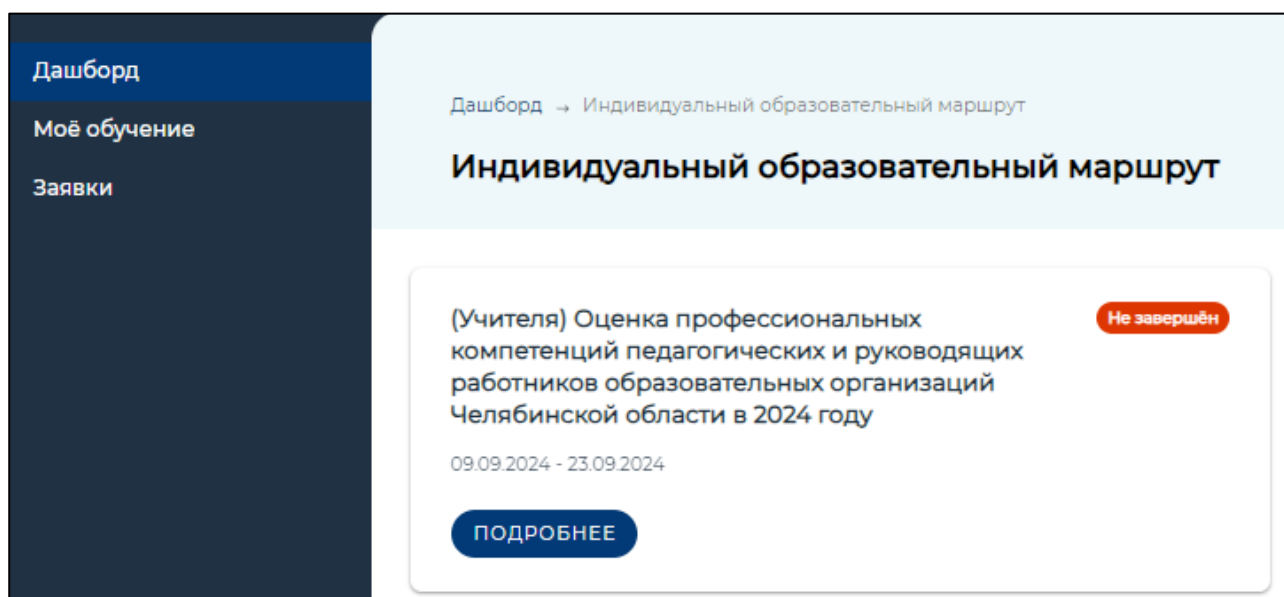 Дашборд
Моё обучение
Заявки
Дашборд → Индивидуальный образовательный маршрут
Индивидуальный образовательный маршрут
(Учителя) Оценка профессиональных
компетенций педагогических и руководящих
работников образовательных организаций
Челябинской области в 2024 году
Не завершён
09.09.2024 - 23.09.2024
ПОДРОБНЕЕ